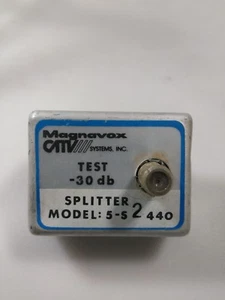 Magnavox
CATV SYSTEMS, INC.
TEST
-30 db
SPLITTER
MODEL: 5-S 2 440